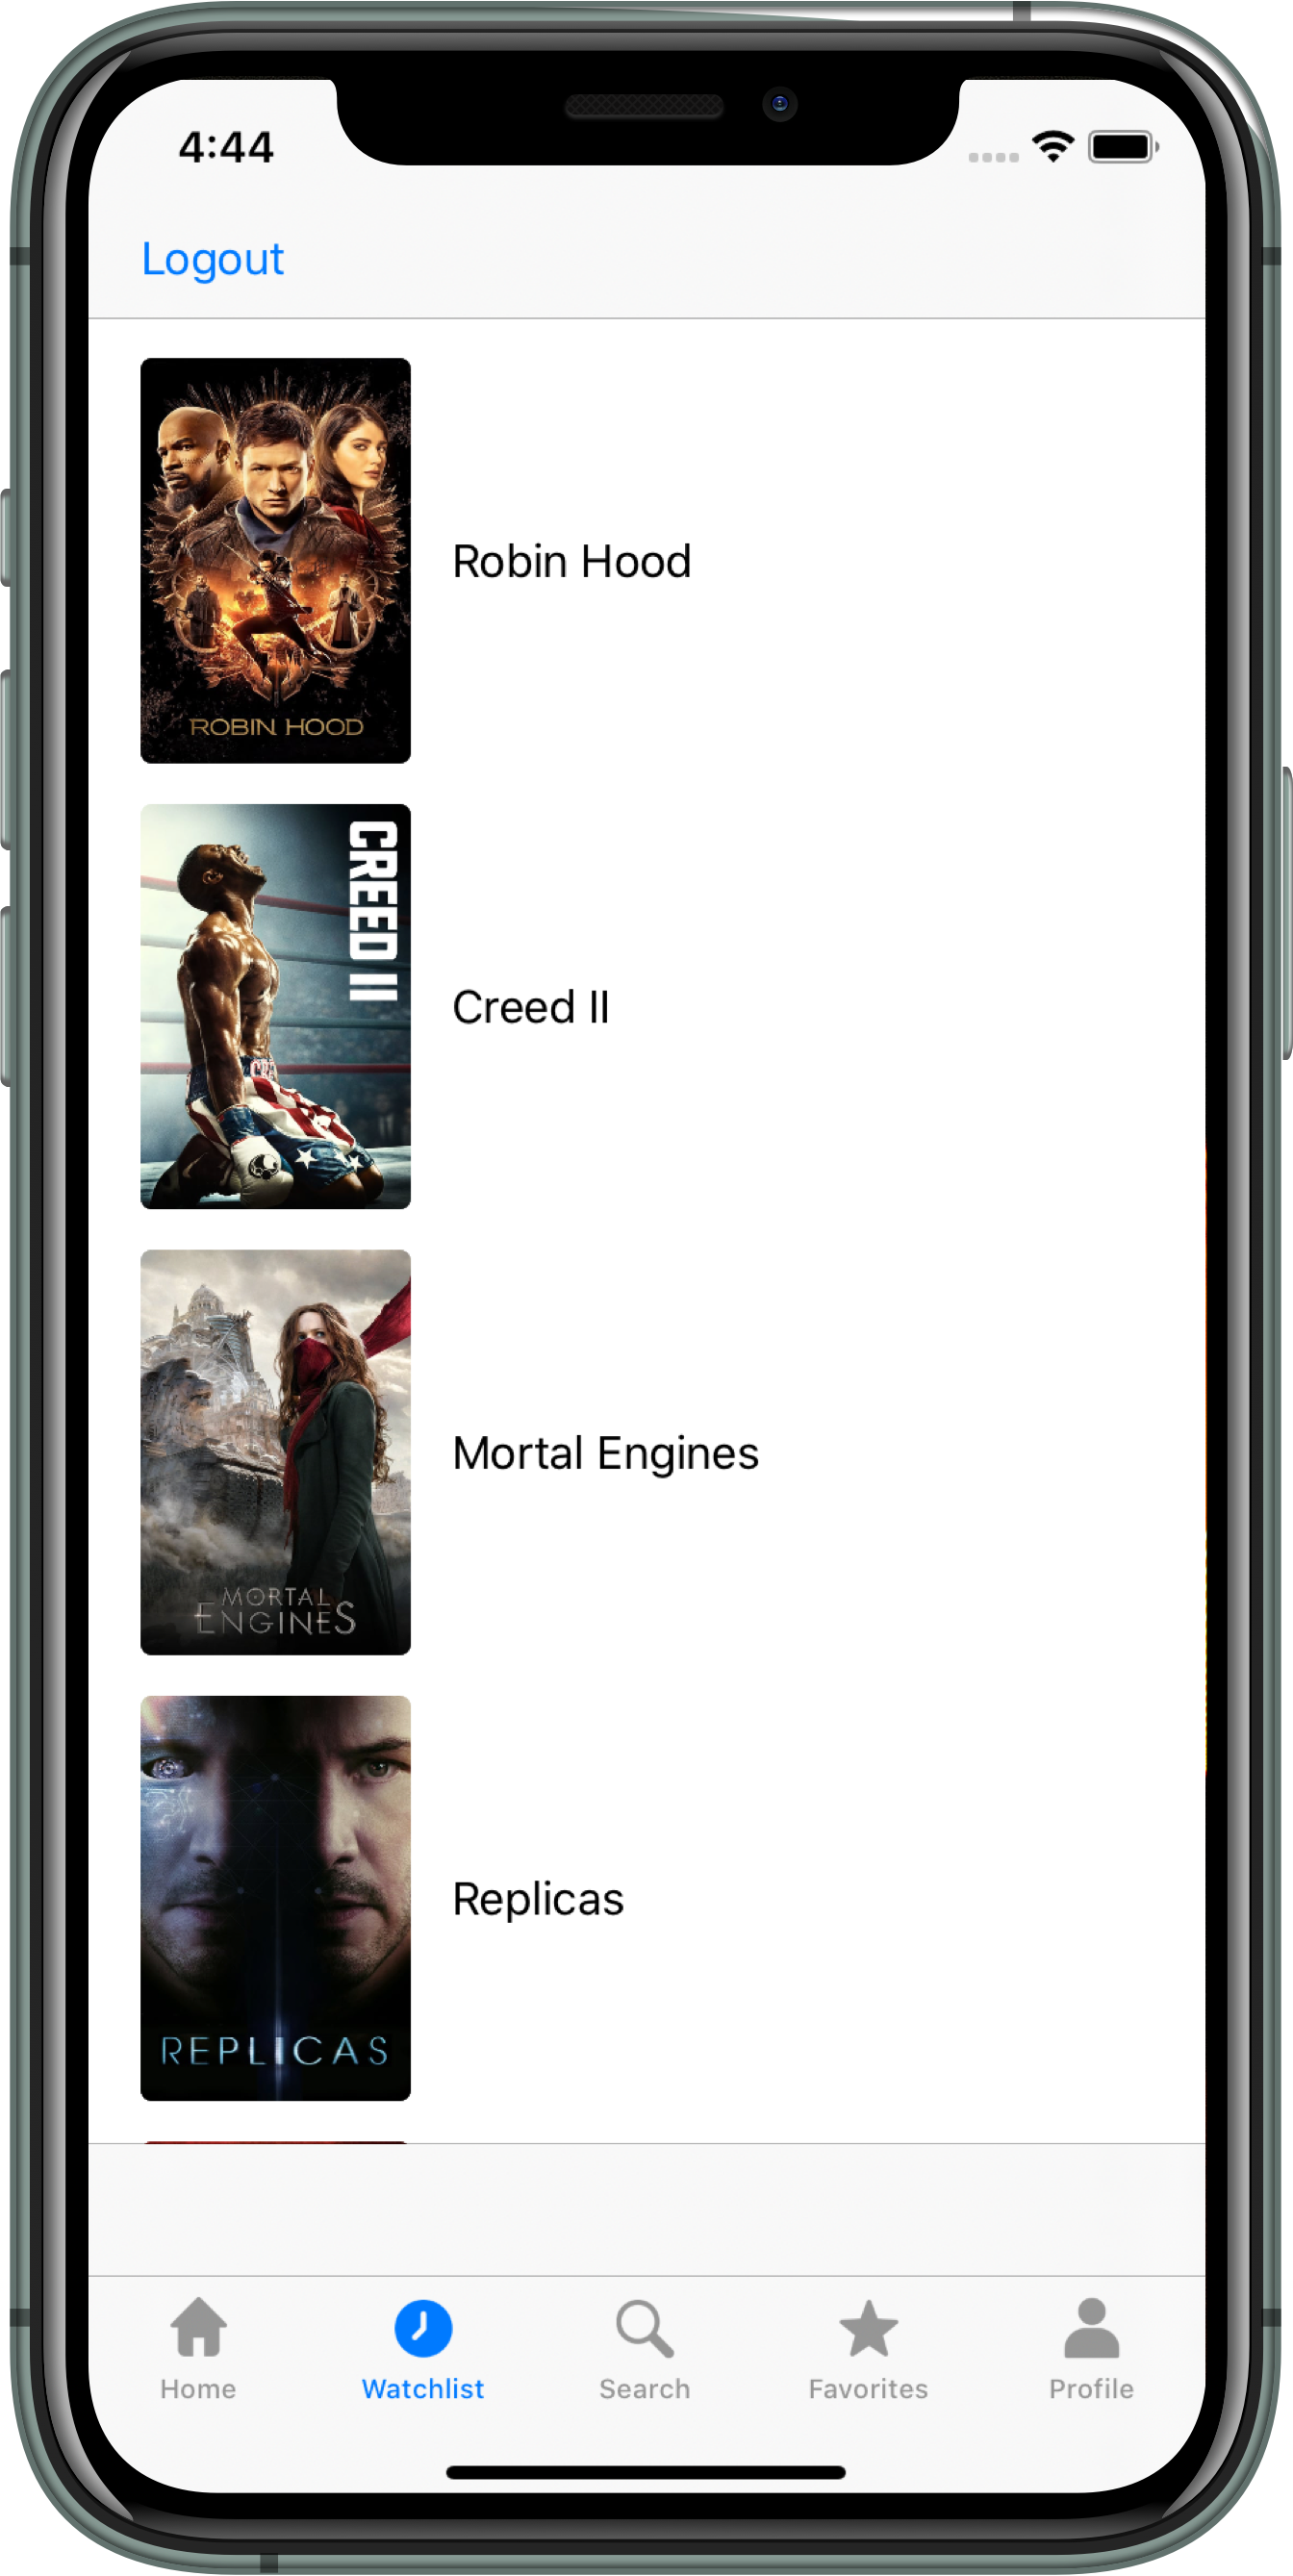 4:44
Logout
ROBIN HOOD
Robin Hood
CREED II
CREED
Creed II
MORTAL
ENGINES
Mortal Engines
REPLICAS
Replicas
Home
Watchlist
Search
Favorites
Profile